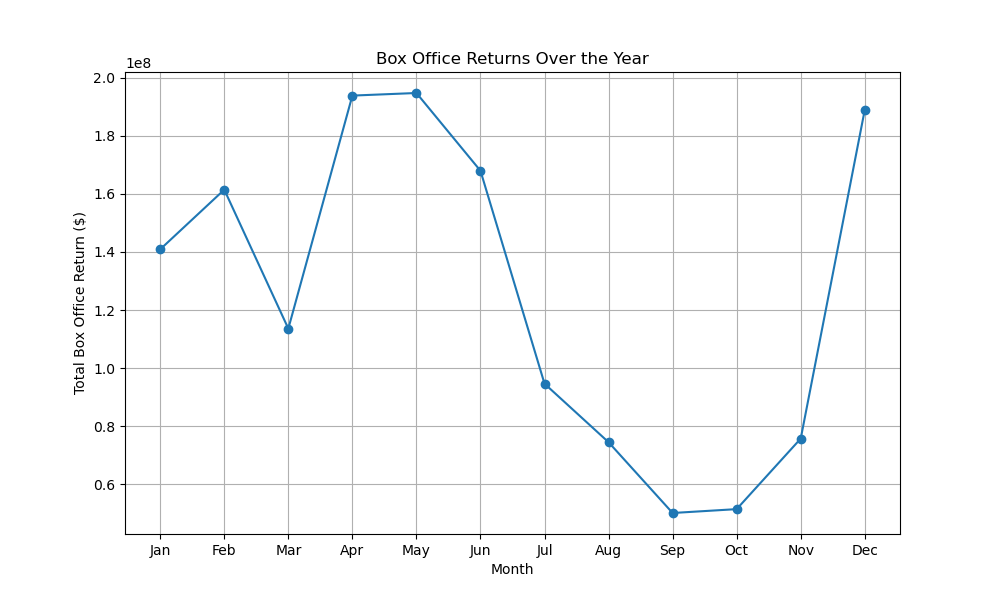 Box Office Returns Over the Year
1e8
2.0
1.8
1.6
1.4
1.2
1.0
0.8
0.6
Total Box Office Return ($)
Jan Feb Mar Apr May Jun Jul Aug Sep Oct Nov Dec
Month